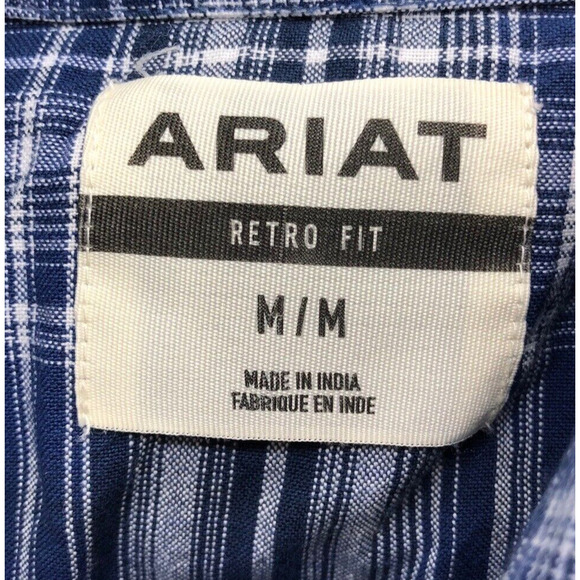 ARIAT
RETRO FIT
M/M
MADE IN INDIA
FABRIQUE EN INDE